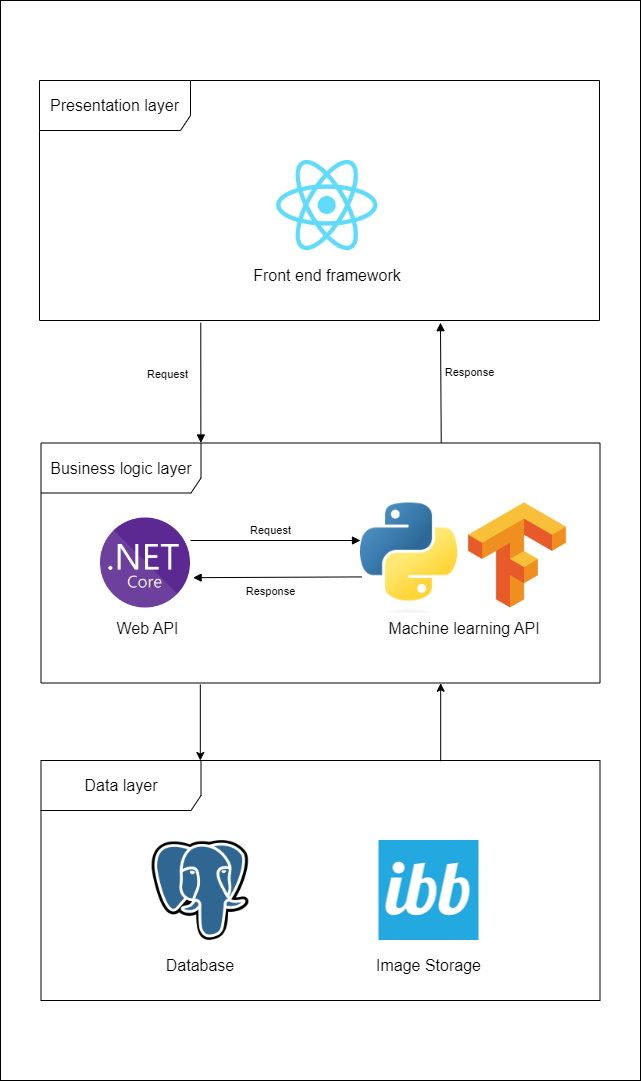 Presentation layer
Front end framework
Request
Response
Business logic layer
Request
.NET
Core
Response
Web API
Machine learning API
Data layer
ibb
Database
Image Storage